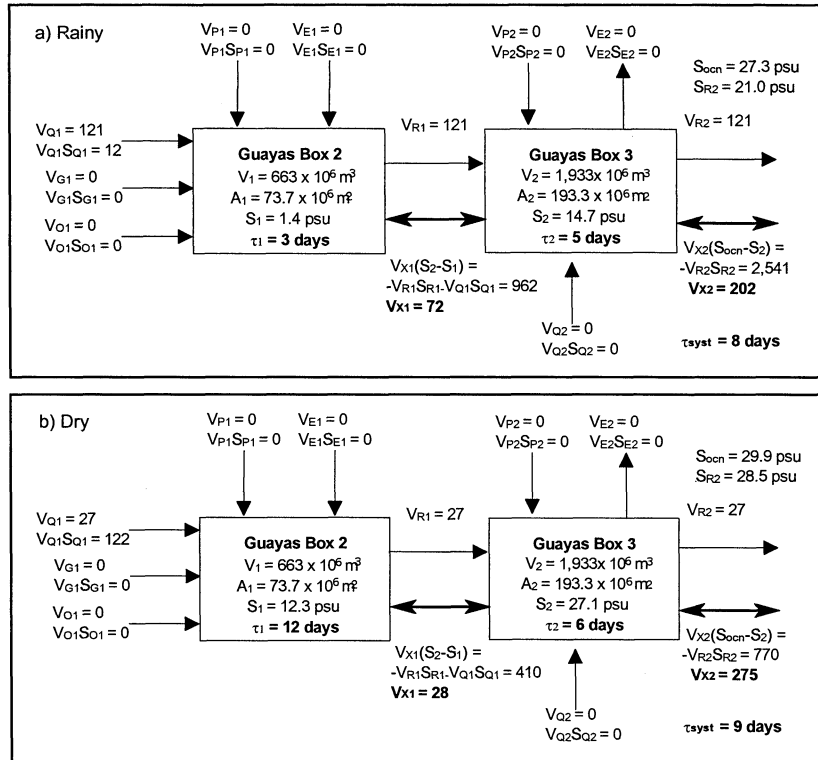 a) Rainy
VP1 = 0
VP1SP1 = 0
VE1 = 0
VE1SE1 = 0
VP2 = 0
VP2SP2 = 0
VE2 = 0
VE2SE2 = 0
Socn = 27.3 psu
SR2 = 21.0 psu
VQ1 = 121
VQ1SQ1 = 12
VG1 = 0
VG1SG1 = 0
VO1 = 0
VO1SO1 = 0
Guayas Box 2
V1 = 663 x 10⁶ m³
A1 = 73.7 x 10⁶ m²
S1 = 1.4 psu
τ1 = 3 days
VR1 = 121
VX1(S2-S1) =
-VR1SR1-VQ1SQ1 = 962
VX1 = 72
Guayas Box 3
V2 = 1,933x 10⁶ m³
A2 = 193.3 x 10⁶ m2
S2 = 14.7 psu
τ2 = 5 days
VQ2 = 0
VQ2SQ2 = 0
VR2 = 121
VX2(Socn-S2) =
-VR2SR2 = 2,541
VX2 = 202
τsyst = 8 days
b) Dry
VP1 = 0
VP1SP1 = 0
VE1 = 0
VE1SE1 = 0
VP2 = 0
VP2SP2 = 0
VE2 = 0
VE2SE2 = 0
Socn = 29.9 psu
SR2 = 28.5 psu
VQ1 = 27
VQ1SQ1 = 122
VG1 = 0
VG1SG1 = 0
VO1 = 0
VO1SO1 = 0
Guayas Box 2
V1 = 663 x 10⁶ m³
A1 = 73.7 x 10⁶ m²
S1 = 12.3 psu
τ1 = 12 days
VR1 = 27
VX1(S2-S1) =
-VR1SR1-VQ1SQ1 = 410
VX1 = 28
Guayas Box 3
V2 = 1,933x 10⁶ m³
A2 = 193.3 x 10⁶ m2
S2 = 27.1 psu
τ2 = 6 days
VQ2 = 0
VQ2SQ2 = 0
VR2 = 27
VX2(Socn-S2) =
-VR2SR2 = 770
VX2 = 275
τsyst = 9 days